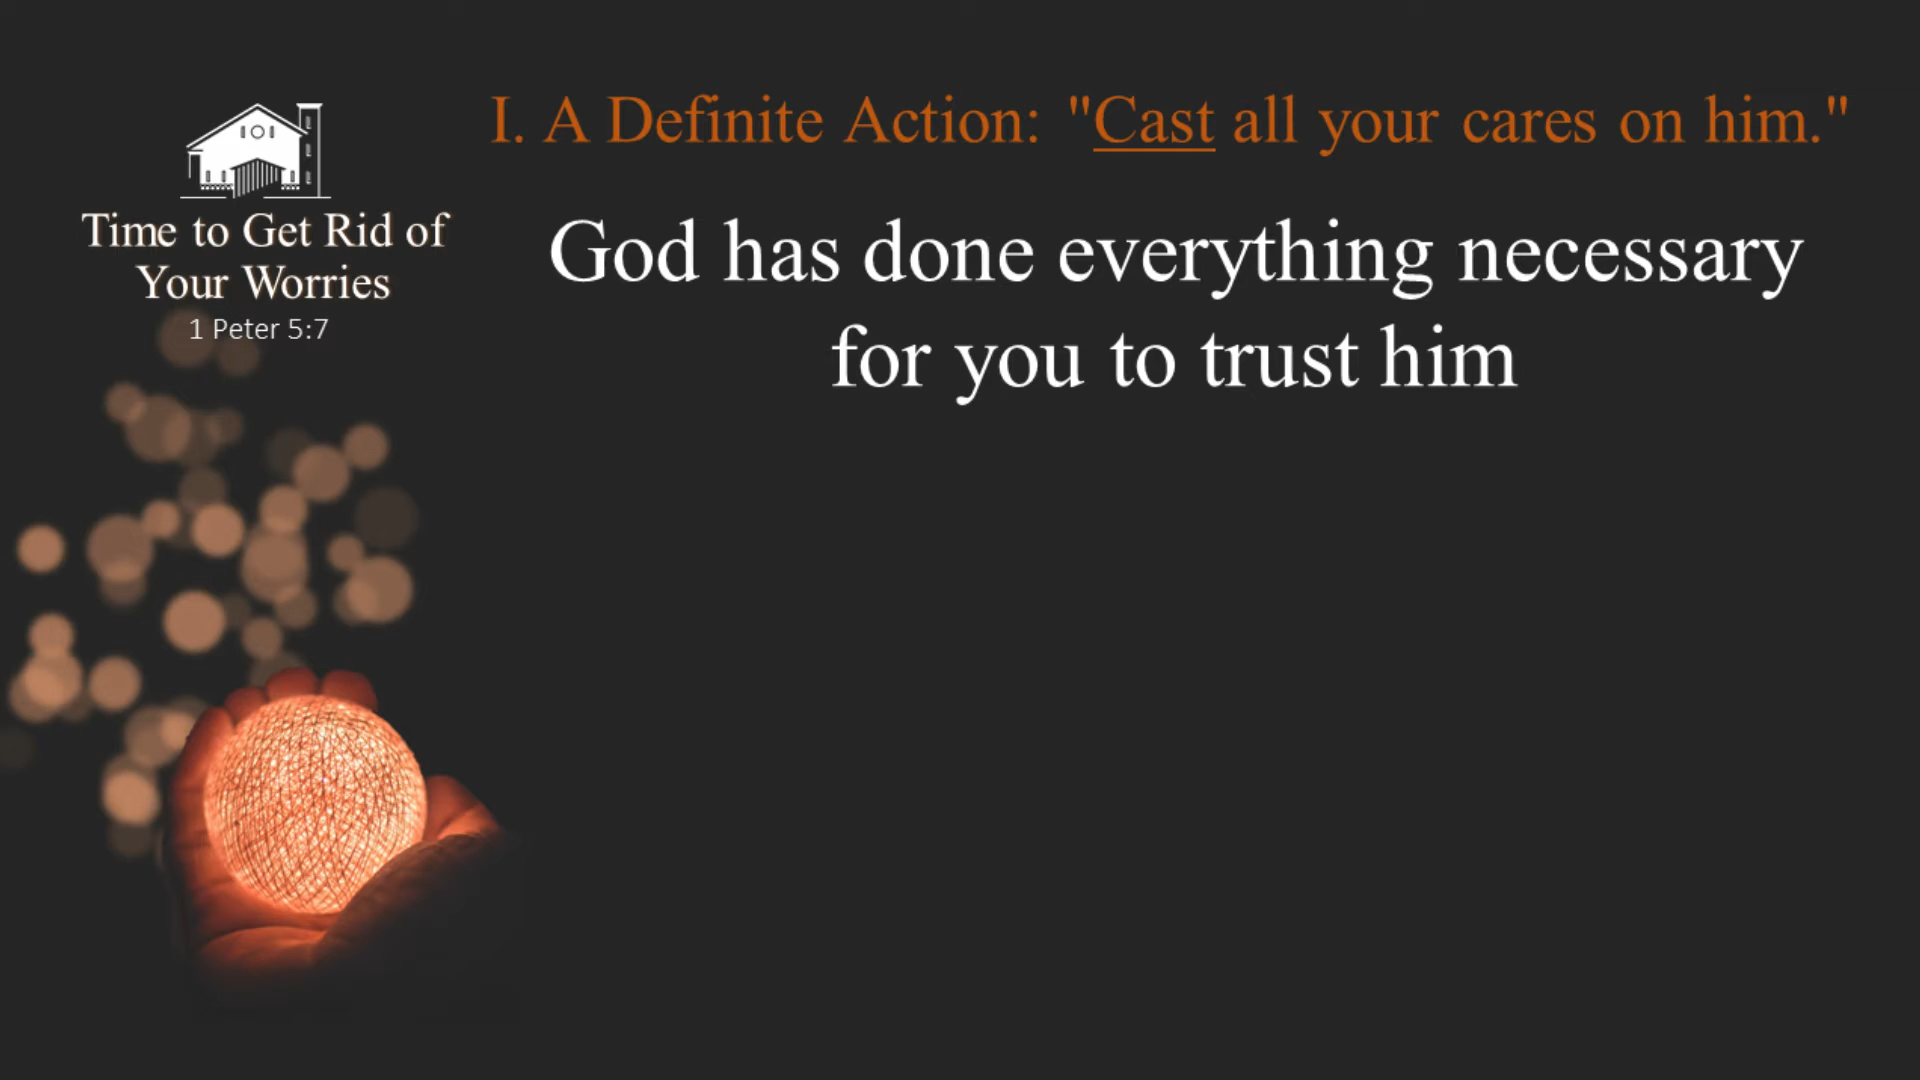 Time to Get Rid of
Your Worries
1 Peter 5:7
I. A Definite Action: "Cast all your cares on him."
God has done everything necessary
for you to trust him